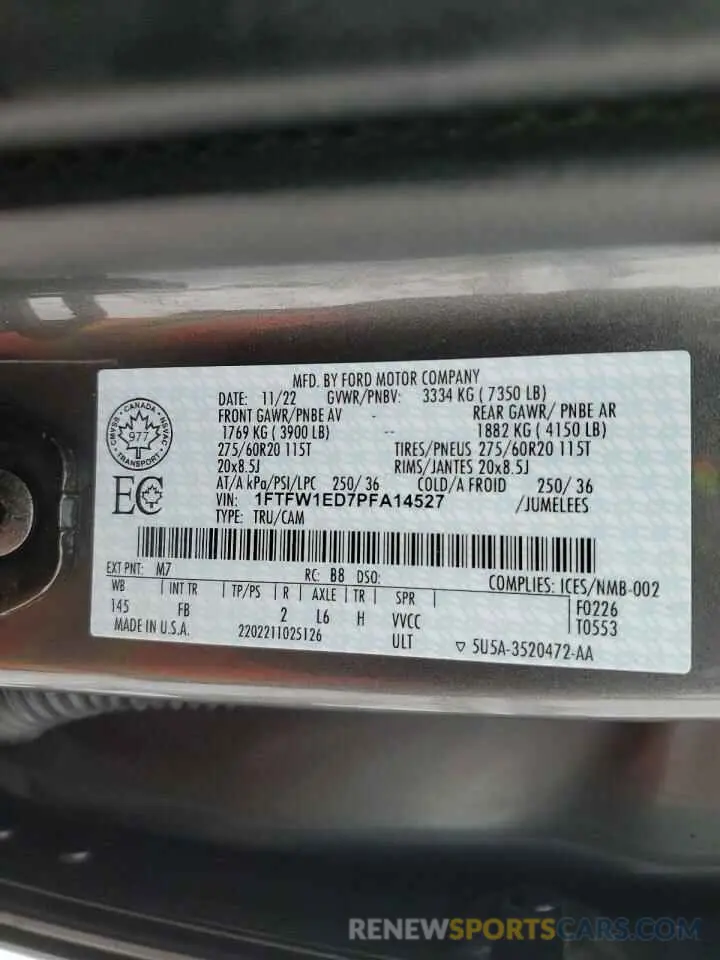 MFD. BY FORD MOTOR COMPANY
DATE: 11/22 GVWR/PNBV: 3334 KG ( 7350 LB)
FRONT GAWR/ PNBE AV - REAR GAWR/ PNBE AR
1769 KG ( 3900 LB) -- 1882 KG ( 4150 LB)
275/60R20 115T TIRES/PNEUS 275/60R20 115T
20x8.5J RIMS/JANTES 20x8.5J
AT/A kPa/PSI/LPC 250/ 36 COLD/A FROID 250/ 36
VIN: 1FTFW1ED7PFA14527 /JUMELEES
TYPE: TRU/CAM
CANADA
977
TRANSPORT
SVMAC
NSVAC
EC
EXT PNT: M7 RC: B8 DSO: COMPLIES: ICES/NMB-002
WB INT TR TP/PS R AXLE TR SPR F0226
145 FB 2 L6 H VVCC T0553
MADE IN U.S.A. 2202211025126 ULT ▽ 5U5A-3520472-AA
RENEWSPORTSCARS.COM